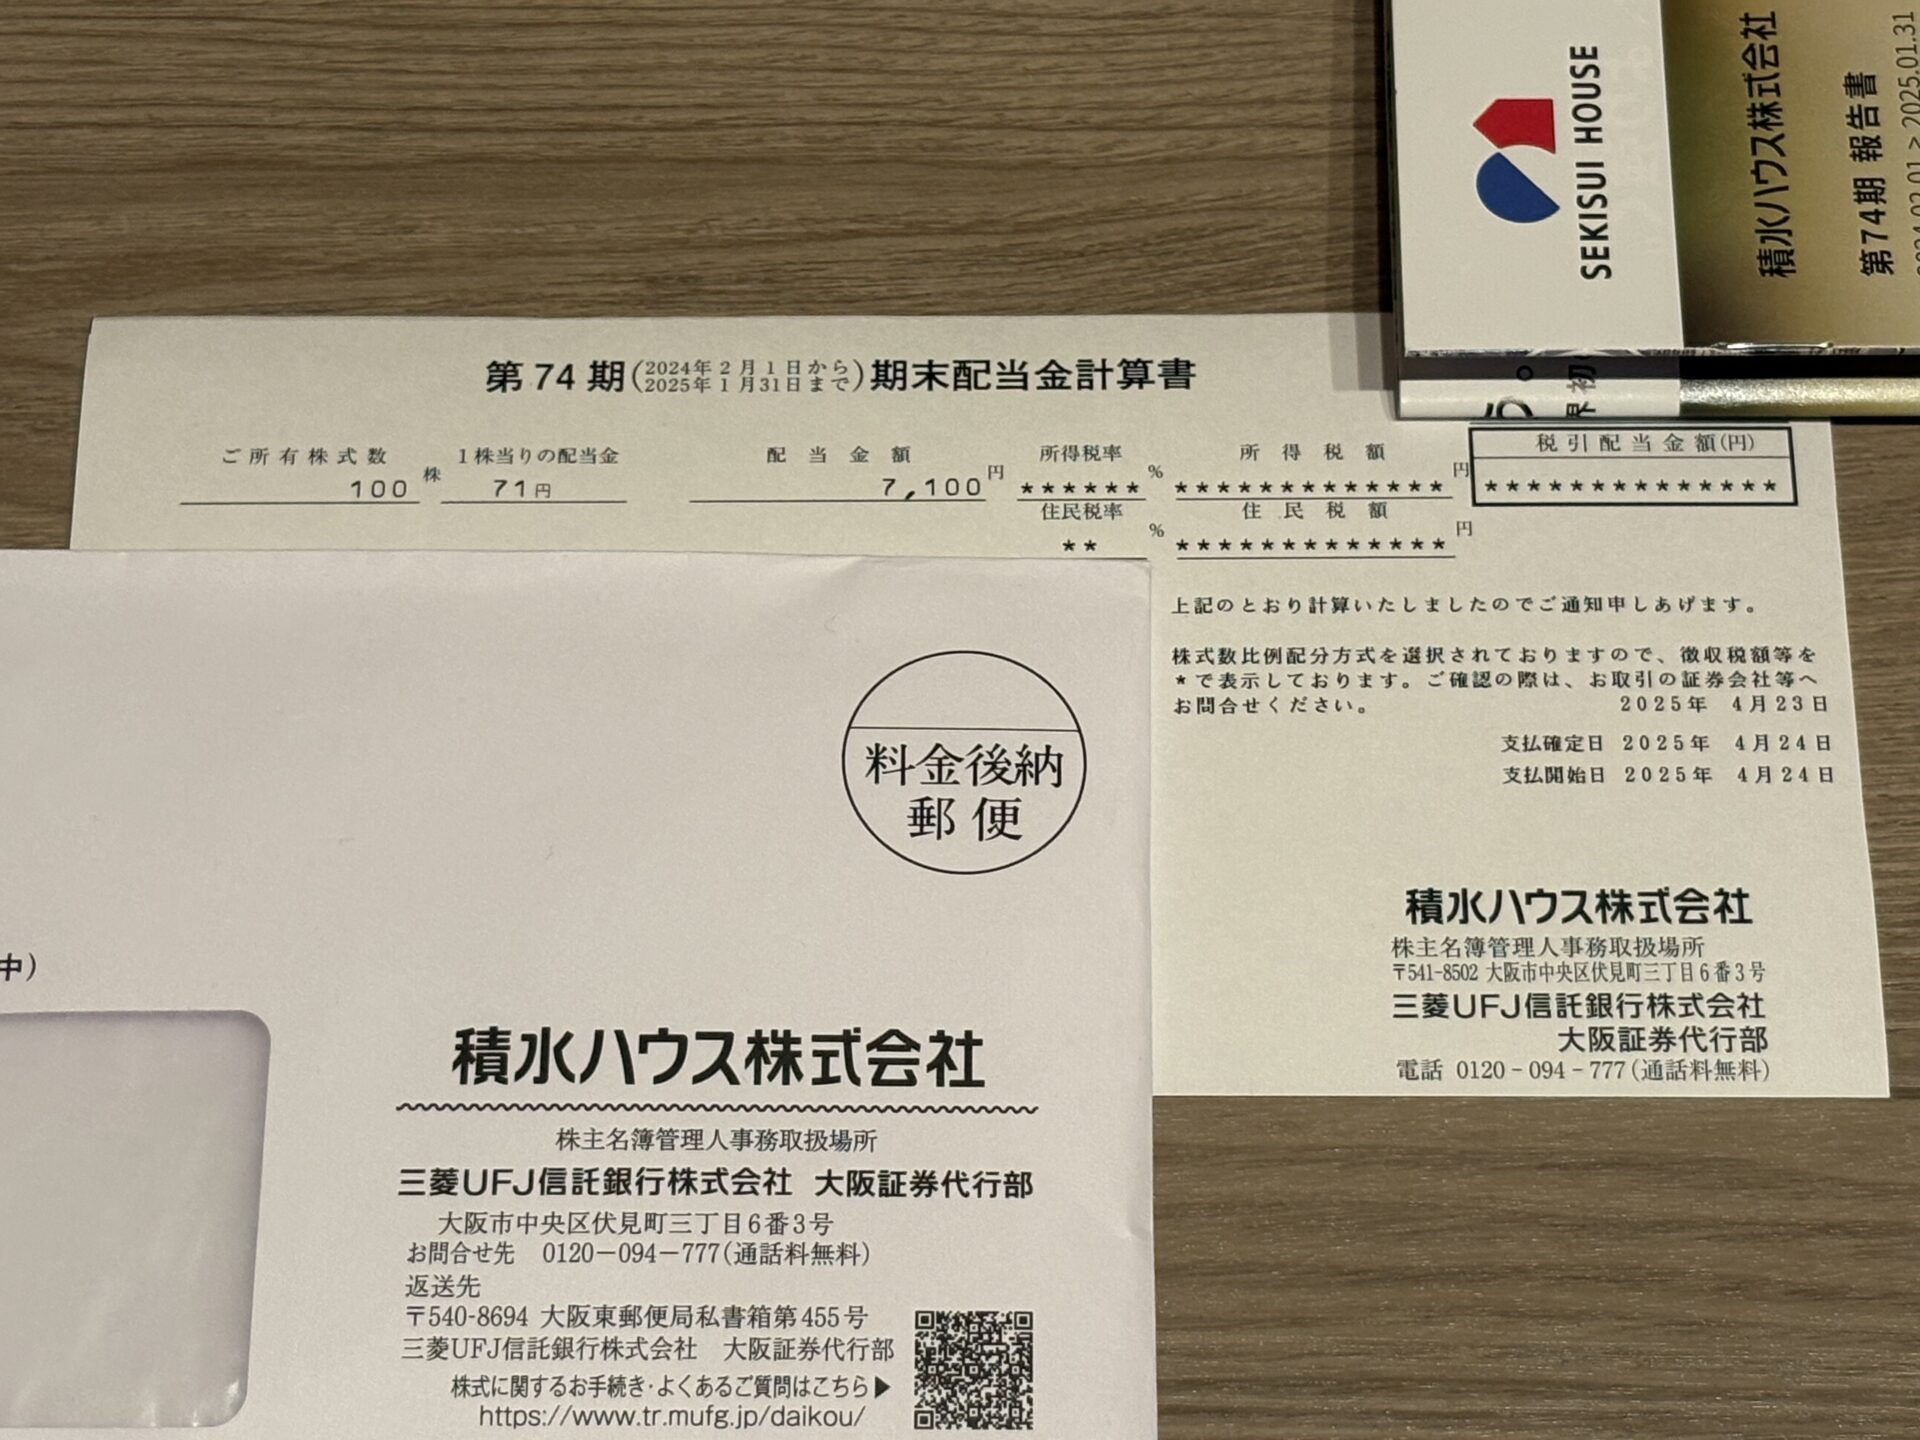 SEKISUI HOUSE
積水ハウス株式会社
第74期 報告書
2024.02.01 > 2025.01.31
第74期(2024年2月1日から
2025年1月31日まで)期末配当金計算書
ご所有株式数 1株当りの配当金 配当金額 所得税率 所得税額 税引配当金額(円)
100株 71円 7,100円 ******% *************円 **************
住民税率 住民税額
**% *************円
上記のとおり計算いたしましたのでご通知申しあげます。
株式数比例配分方式を選択されておりますので、徴収税額等を
*で表示しております。ご確認の際は、お取引の証券会社等へ
お問合せください。
2025年 4月23日
支払確定日 2025年 4月24日
支払開始日 2025年 4月24日
積水ハウス株式会社
株主名簿管理人事務取扱場所
〒541-8502 大阪市中央区伏見町三丁目6番3号
三菱UFJ信託銀行株式会社
大阪証券代行部
電話 0120-094-777(通話料無料)
料金後納
郵便
中)
積水ハウス株式会社
株主名簿管理人事務取扱場所
三菱UFJ信託銀行株式会社 大阪証券代行部
大阪市中央区伏見町三丁目6番3号
お問合せ先 0120-094-777(通話料無料)
返送先
〒540-8694 大阪東郵便局私書箱第455号
三菱UFJ信託銀行株式会社 大阪証券代行部
株式に関するお手続き・よくあるご質問はこちら▶
https://www.tr.mufg.jp/daikou/